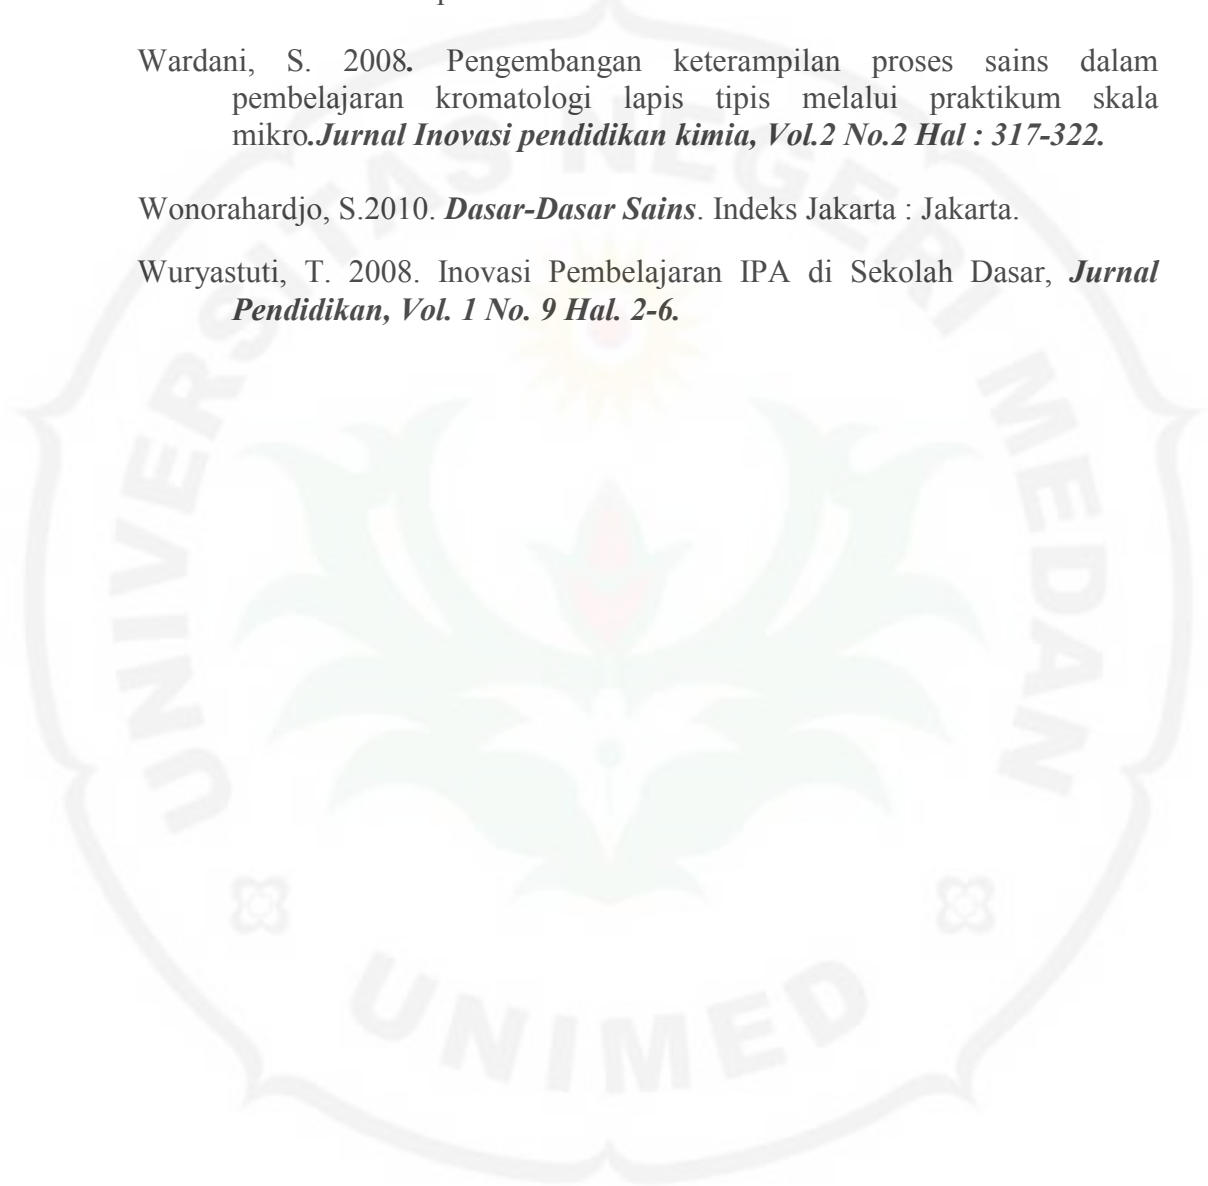 Wardani, S. 2008. Pengembangan keterampilan proses sains dalam
pembelajaran kromatologi lapis tipis melalui praktikum skala
mikro.Jurnal Inovasi pendidikan kimia, Vol.2 No.2 Hal : 317-322.
Wonorahardjo, S.2010. Dasar-Dasar Sains. Indeks Jakarta : Jakarta.
Wuryastuti, T. 2008. Inovasi Pembelajaran IPA di Sekolah Dasar, Jurnal
Pendidikan, Vol. 1 No. 9 Hal. 2-6.
UNIVERSITAS NEGERI MEDAN
UNIMED